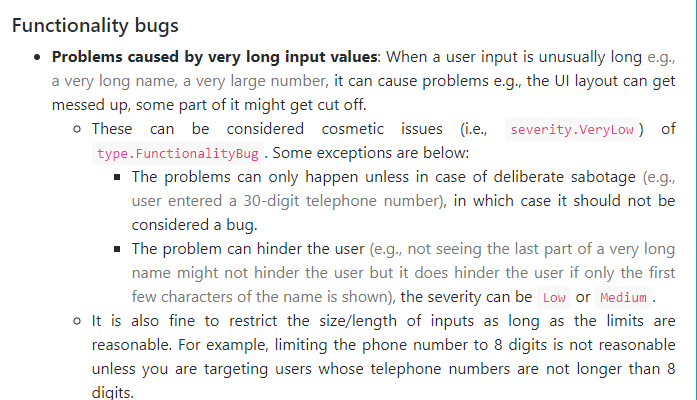 Functionality bugs
Problems caused by very long input values: When a user input is unusually long e.g.,
a very long name, a very large number, it can cause problems e.g., the UI layout can get
messed up, some part of it might get cut off.
These can be considered cosmetic issues (i.e., severity.VeryLow ) of
type.FunctionalityBug . Some exceptions are below:
The problems can only happen unless in case of deliberate sabotage (e.g.,
user entered a 30-digit telephone number), in which case it should not be
considered a bug.
The problem can hinder the user (e.g., not seeing the last part of a very long
name might not hinder the user but it does hinder the user if only the first
few characters of the name is shown), the severity can be Low or Medium .
It is also fine to restrict the size/length of inputs as long as the limits are
reasonable. For example, limiting the phone number to 8 digits is not reasonable
unless you are targeting users whose telephone numbers are not longer than 8
digits.